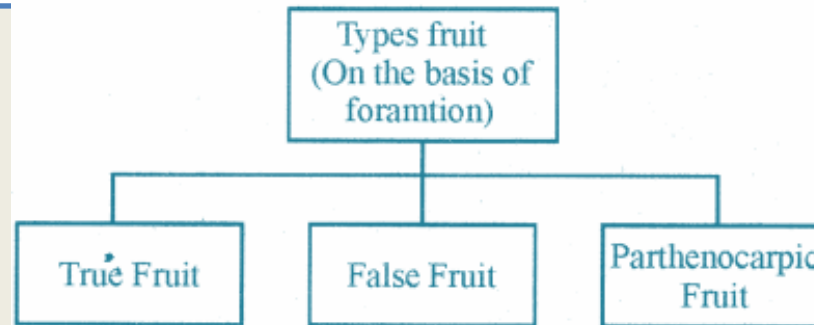 Types fruit
(On the basis of
foramtion)
True Fruit
False Fruit
Parthenocarpic
Fruit